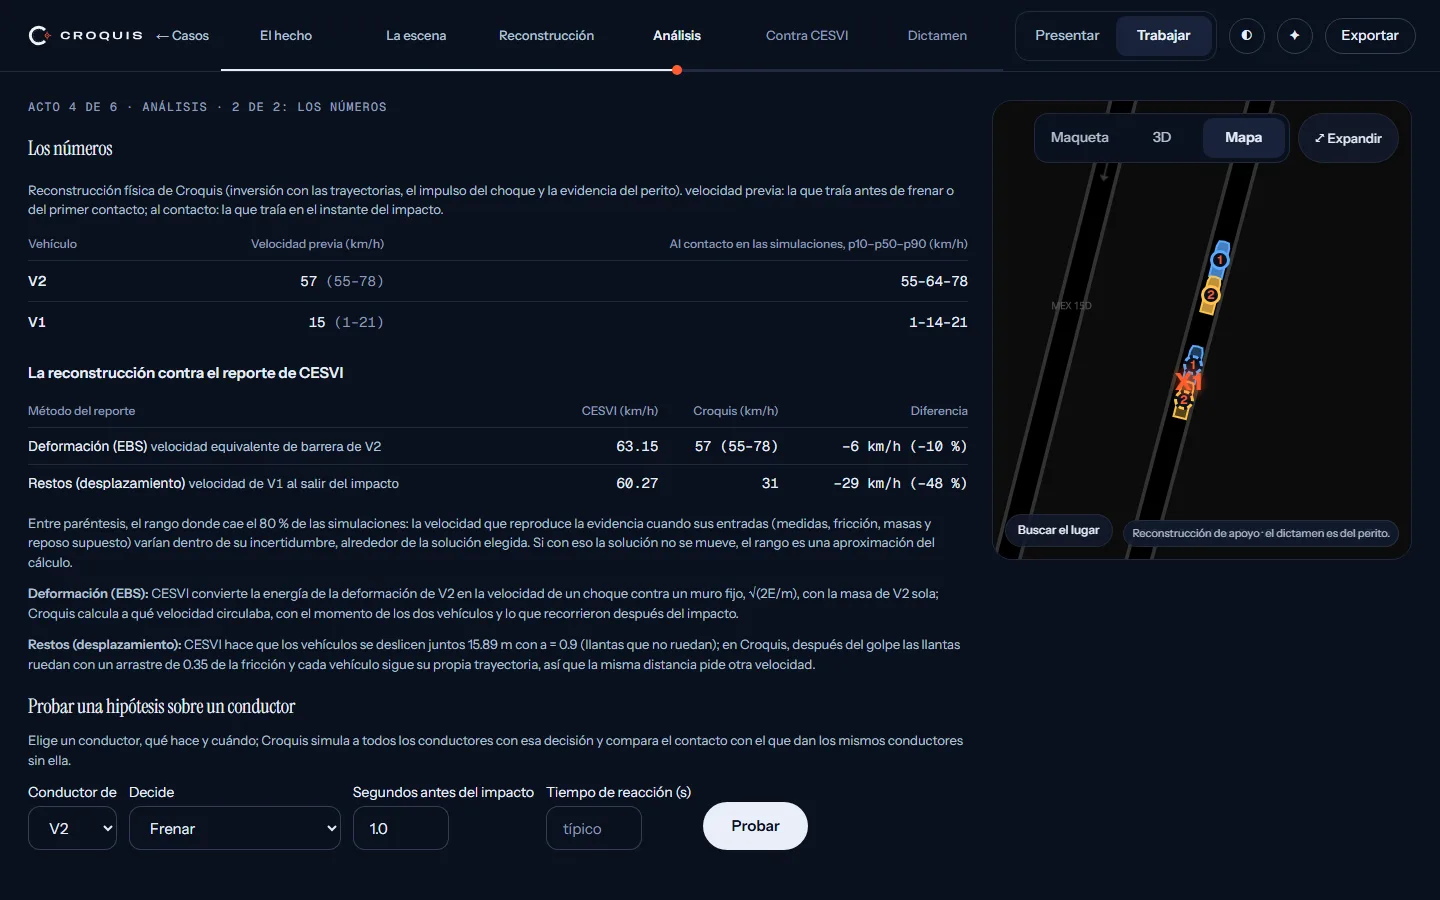 CROQUIS
← Casos
El hecho
La escena
Reconstrucción
Análisis
Contra CESVI
Dictamen
Presentar
Trabajar
Exportar
ACTO 4 DE 6 · ANÁLISIS · 2 DE 2: LOS NÚMEROS
Los números
Reconstrucción física de Croquis (inversión con las trayectorias, el impulso del choque y la evidencia del perito). velocidad previa: la que traía antes de frenar o
del primer contacto; al contacto: la que traía en el instante del impacto.
Vehículo Velocidad previa (km/h) Al contacto en las simulaciones, p10–p50–p90 (km/h)
V2 57 (55–78) 55–64–78
V1 15 (1–21) 1–14–21
La reconstrucción contra el reporte de CESVI
Método del reporte CESVI (km/h) Croquis (km/h) Diferencia
Deformación (EBS) velocidad equivalente de barrera de V2 63.15 57 (55–78) −6 km/h (−10 %)
Restos (desplazamiento) velocidad de V1 al salir del impacto 60.27 31 −29 km/h (−48 %)
Entre paréntesis, el rango donde cae el 80 % de las simulaciones: la velocidad que reproduce la evidencia cuando sus entradas (medidas, fricción, masas y
reposo supuesto) varían dentro de su incertidumbre, alrededor de la solución elegida. Si con eso la solución no se mueve, el rango es una aproximación del
cálculo.
Deformación (EBS): CESVI convierte la energía de la deformación de V2 en la velocidad de un choque contra un muro fijo, √(2E/m), con la masa de V2 sola;
Croquis calcula a qué velocidad circulaba, con el momento de los dos vehículos y lo que recorrieron después del impacto.
Restos (desplazamiento): CESVI hace que los vehículos se deslicen juntos 15.89 m con a = 0.9 (llantas que no ruedan); en Croquis, después del golpe las llantas
ruedan con un arrastre de 0.35 de la fricción y cada vehículo sigue su propia trayectoria, así que la misma distancia pide otra velocidad.
Probar una hipótesis sobre un conductor
Elige un conductor, qué hace y cuándo; Croquis simula a todos los conductores con esa decisión y compara el contacto con el que dan los mismos conductores
sin ella.
Conductor de Decide Segundos antes del impacto Tiempo de reacción (s)
V2 Frenar 1.0 típico Probar
Maqueta 3D Mapa
⤢ Expandir
1
2
MEX 15D
1
X1
2
Buscar el lugar
Reconstrucción de apoyo · el dictamen es del perito.